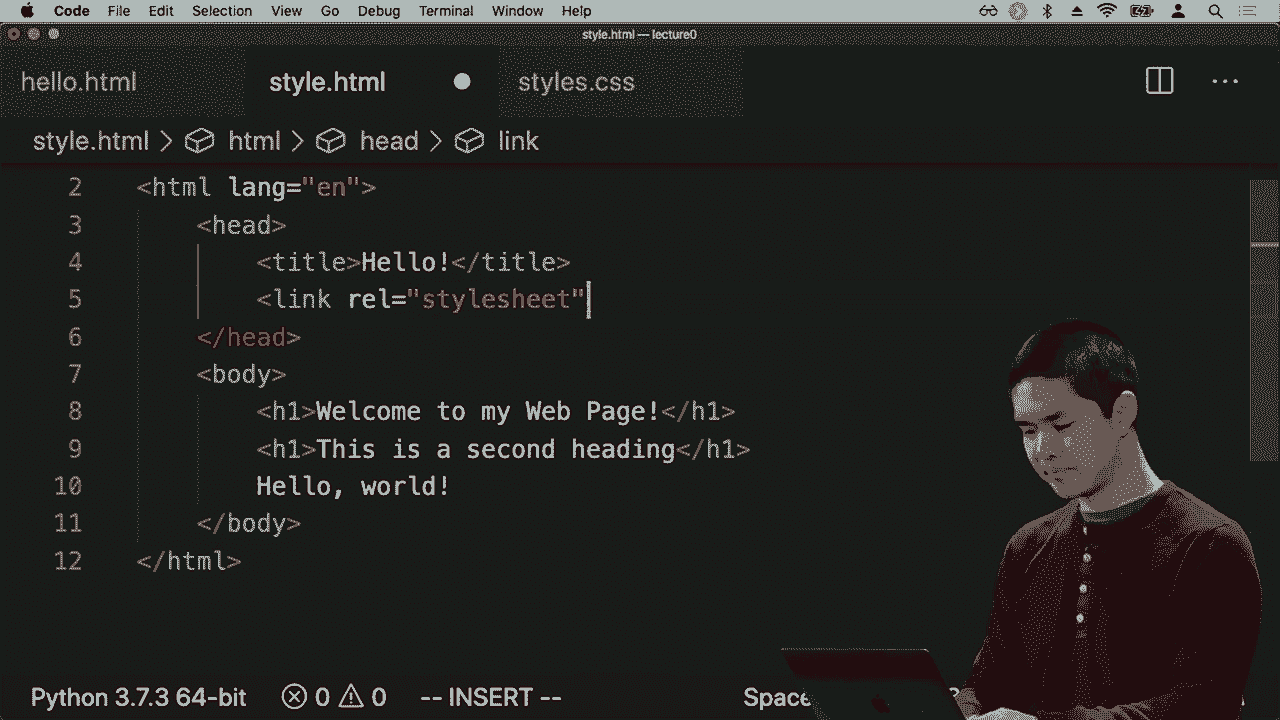 Code File Edit Selection View Go Debug Terminal Window Help
style.html — lecture0
hello.html style.html styles.css
style.html > html > head > link
2 <html lang="en">
3 <head>
4 <title>Hello!</title>
5 <link rel="stylesheet"
6 </head>
7 <body>
8 <h1>Welcome to my Web Page!</h1>
9 <h1>This is a second heading</h1>
10 Hello, world!
11 </body>
12 </html>
Python 3.7.3 64-bit 0 0 -- INSERT --